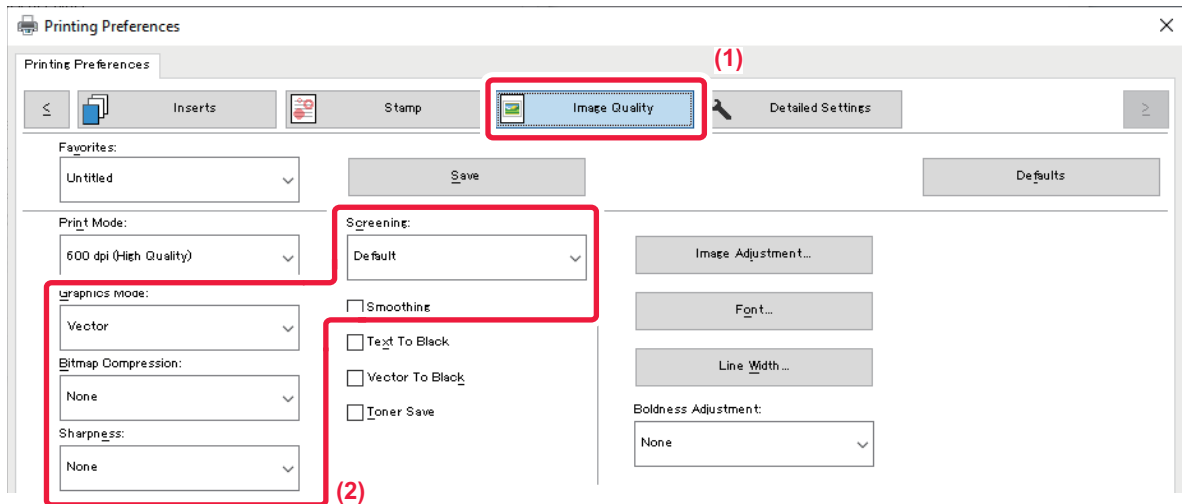 Printing Preferences
Printing Preferences
(1)
<
Inserts
Stamp
Image Quality
Detailed Settings
>
Favorites:
Untitled
Save
Defaults
Print Mode:
600 dpi (High Quality)
Screening:
Default
Image Adjustment...
Graphics Mode:
Vector
Smoothing
Font...
Text To Black
Bitmap Compression:
None
Vector To Black
Line Width...
Toner Save
Sharpness:
None
Boldness Adjustment:
None
(2)